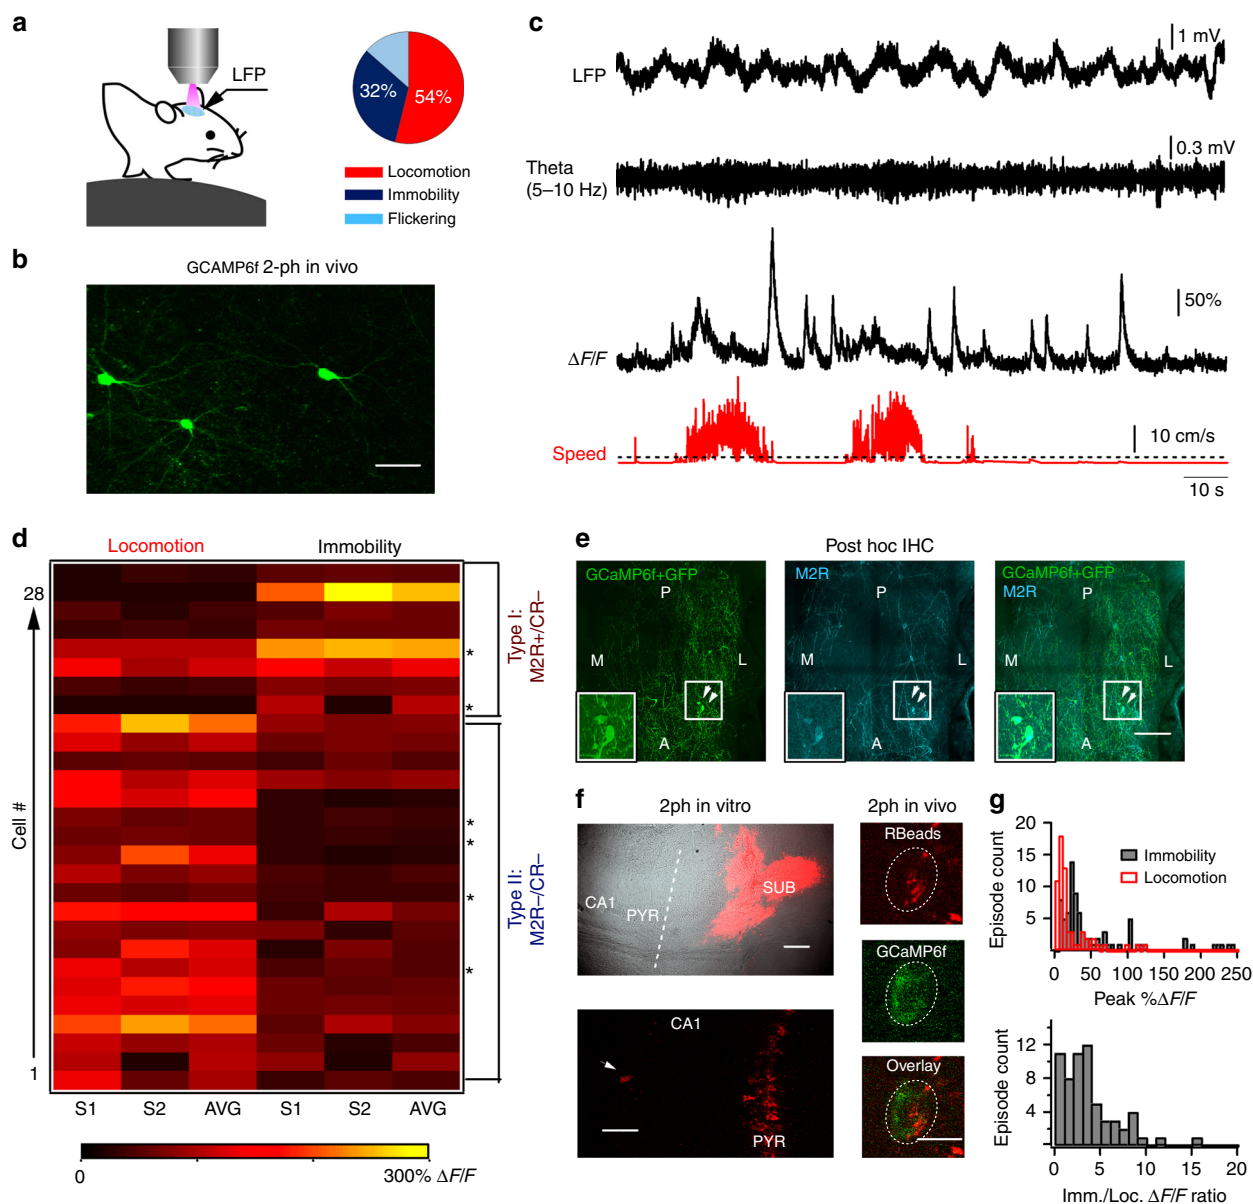 a
LFP
32%
54%
Locomotion
Immobility
Flickering
b
GCAMP6f 2-ph in vivo
c
LFP
1 mV
Theta
(5–10 Hz)
0.3 mV
ΔF/F
50%
Speed
10 cm/s
10 s
d
Locomotion
Immobility
28
Cell #
1
Type I:
M2R+/CR–
Type II:
M2R–/CR–
*
*
*
*
*
*
S1
S2
AVG
S1
S2
AVG
0
300% ΔF/F
e
Post hoc IHC
GCaMP6f+GFP
P
M
L
A
M2R
P
M
L
A
GCaMP6f+GFP
M2R
P
M
L
A
f
2ph in vitro
CA1
PYR
SUB
CA1
PYR
2ph in vivo
RBeads
GCaMP6f
Overlay
g
Episode count
20
15
10
5
Immobility
Locomotion
0
50
100
150
200
250
Peak %ΔF/F
Episode count
12
8
4
0
0
5
10
15
20
Imm./Loc. ΔF/F ratio